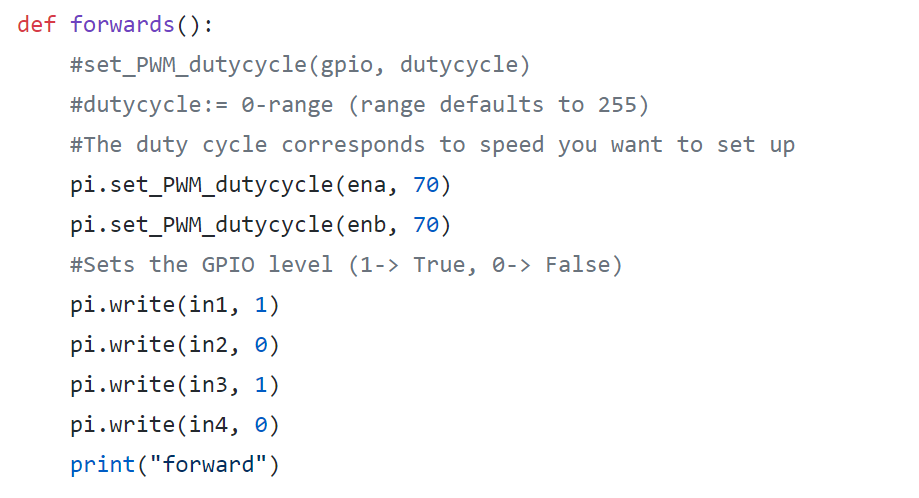 def forwards():
    #set_PWM_dutycycle(gpio, dutycycle)
    #dutycycle:= 0-range (range defaults to 255)
    #The duty cycle corresponds to speed you want to set up
    pi.set_PWM_dutycycle(ena, 70)
    pi.set_PWM_dutycycle(enb, 70)
    #Sets the GPIO level (1-> True, 0-> False)
    pi.write(in1, 1)
    pi.write(in2, 0)
    pi.write(in3, 1)
    pi.write(in4, 0)
    print("forward")